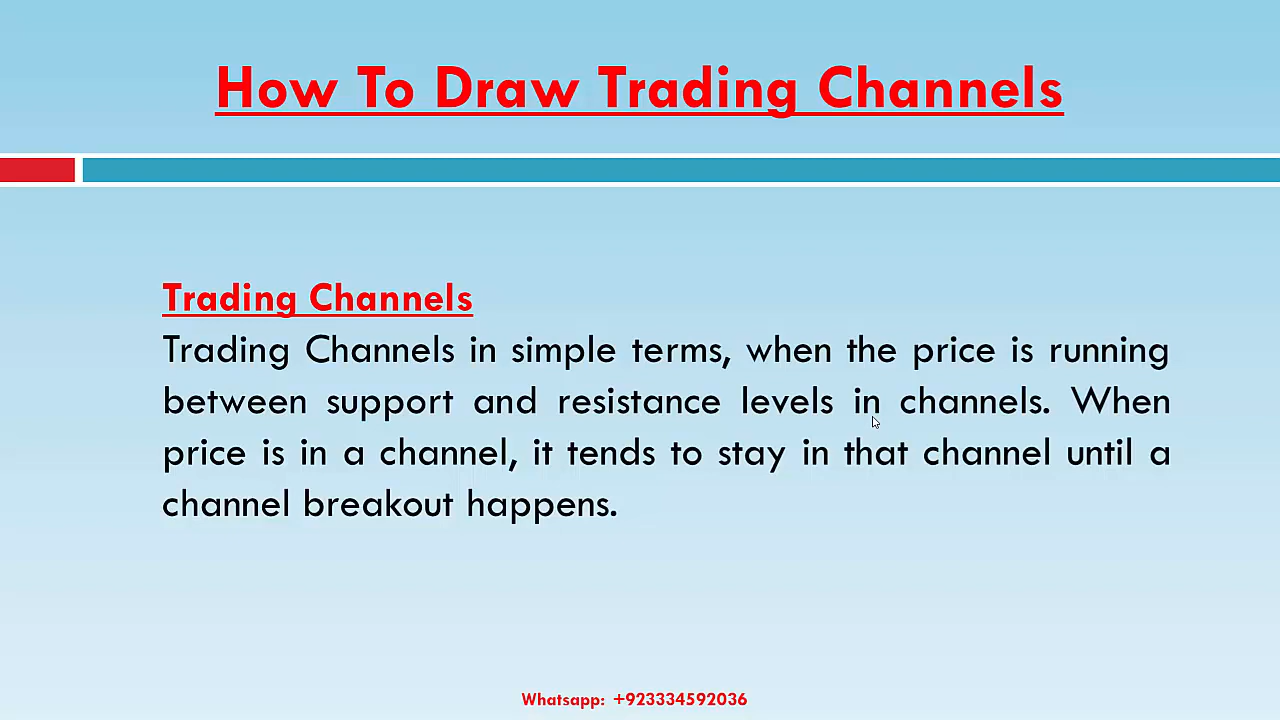 How To Draw Trading Channels
Trading Channels
Trading Channels in simple terms, when the price is running
between support and resistance levels in channels. When
price is in a channel, it tends to stay in that channel until a
channel breakout happens.
Whatsapp: +923334592036